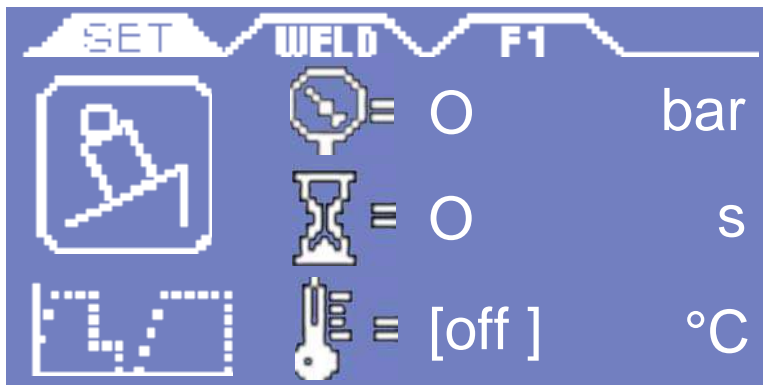 SET WELD F1
= O bar
= O s
= [off ] °C